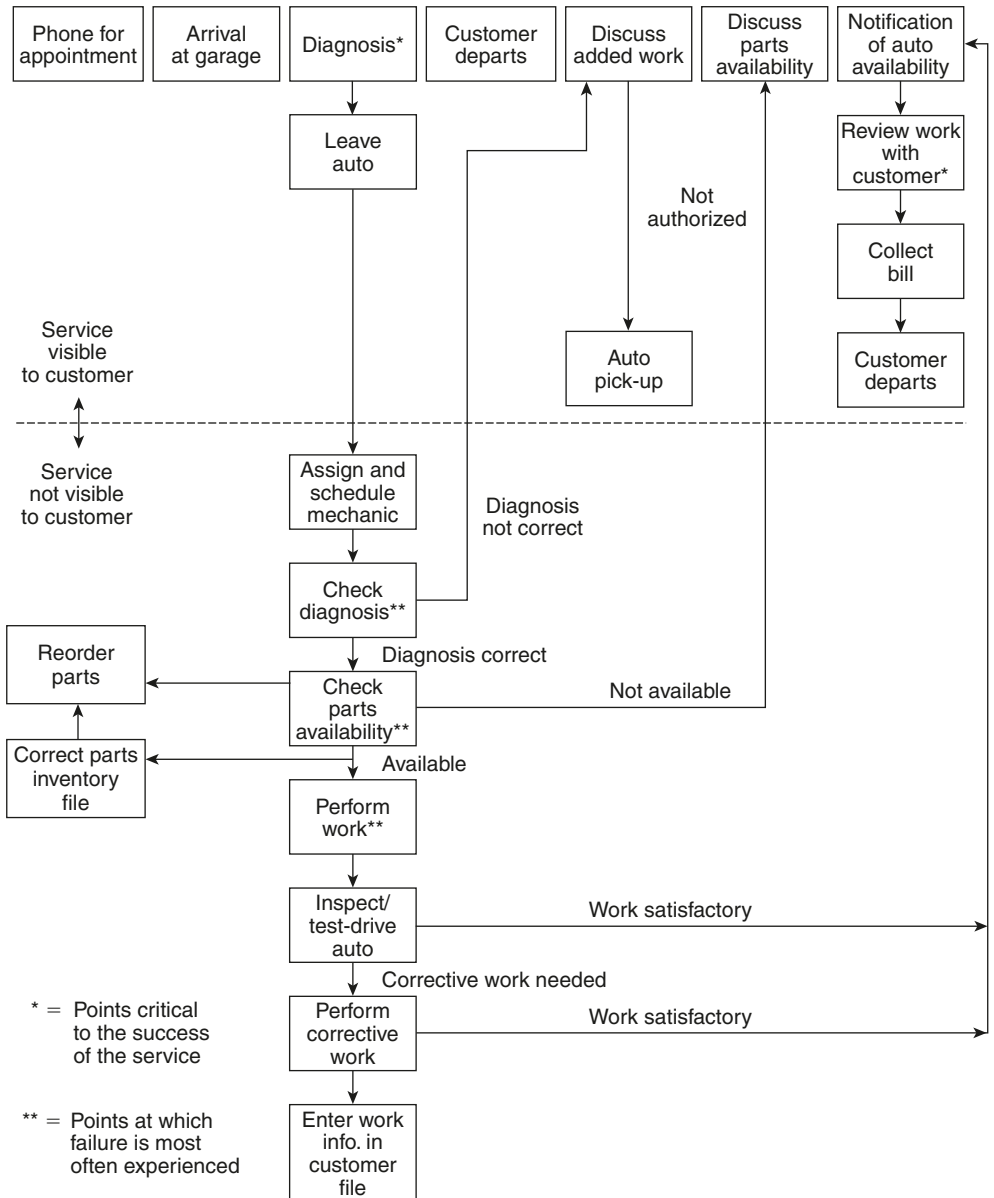 Phone for
appointment
Arrival
at garage
Diagnosis*
Customer
departs
Discuss
added work
Discuss
parts
availability
Notification
of auto
availability
Leave
auto
Review work
with
customer*
Not
authorized
Collect
bill
Service
visible
to customer
Auto
pick-up
Customer
departs
Service
not visible
to customer
Assign and
schedule
mechanic
Diagnosis
not correct
Check
diagnosis**
Diagnosis correct
Reorder
parts
Check
parts
availability**
Not available
Correct parts
inventory
file
Available
Perform
work**
Inspect/
test-drive
auto
Work satisfactory
Corrective work needed
* = Points critical
to the success
of the service
Perform
corrective
work
Work satisfactory
** = Points at which
failure is most
often experienced
Enter work
info. in
customer
file